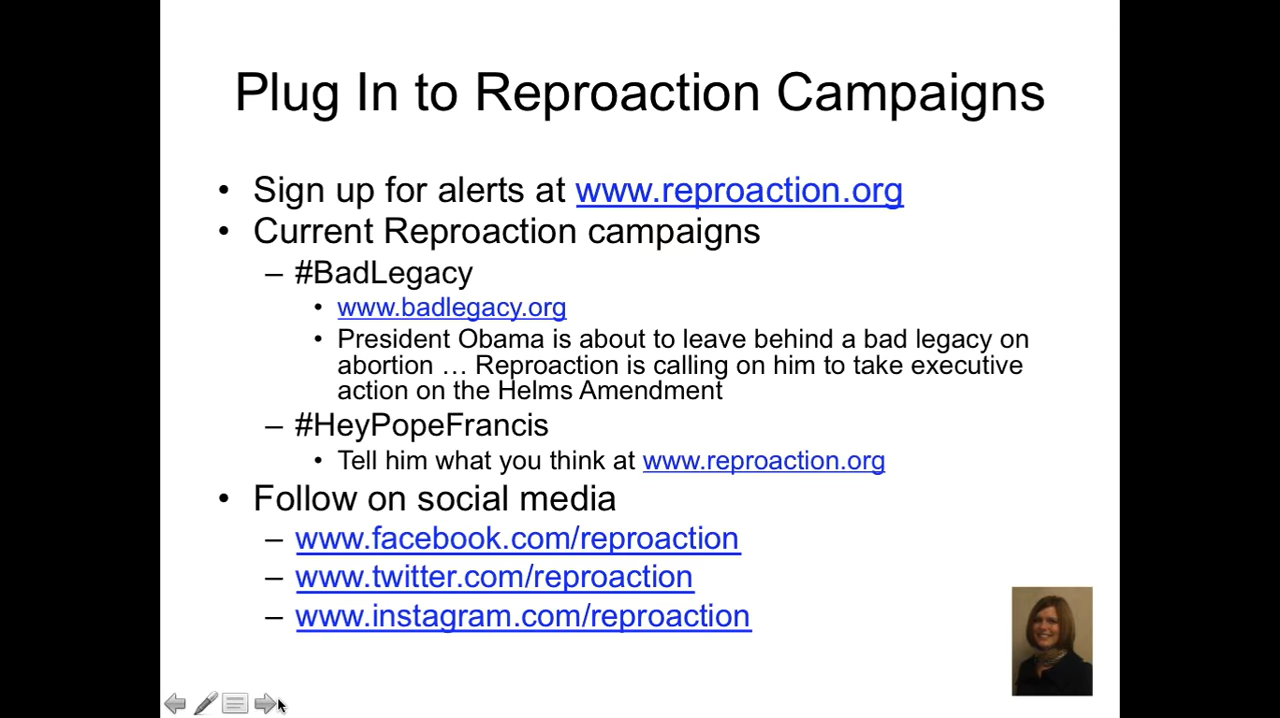 Plug In to Reproaction Campaigns
• Sign up for alerts at www.reproaction.org
• Current Reproaction campaigns
– #BadLegacy
• www.badlegacy.org
• President Obama is about to leave behind a bad legacy on
abortion … Reproaction is calling on him to take executive
action on the Helms Amendment
– #HeyPopeFrancis
• Tell him what you think at www.reproaction.org
• Follow on social media
– www.facebook.com/reproaction
– www.twitter.com/reproaction
– www.instagram.com/reproaction